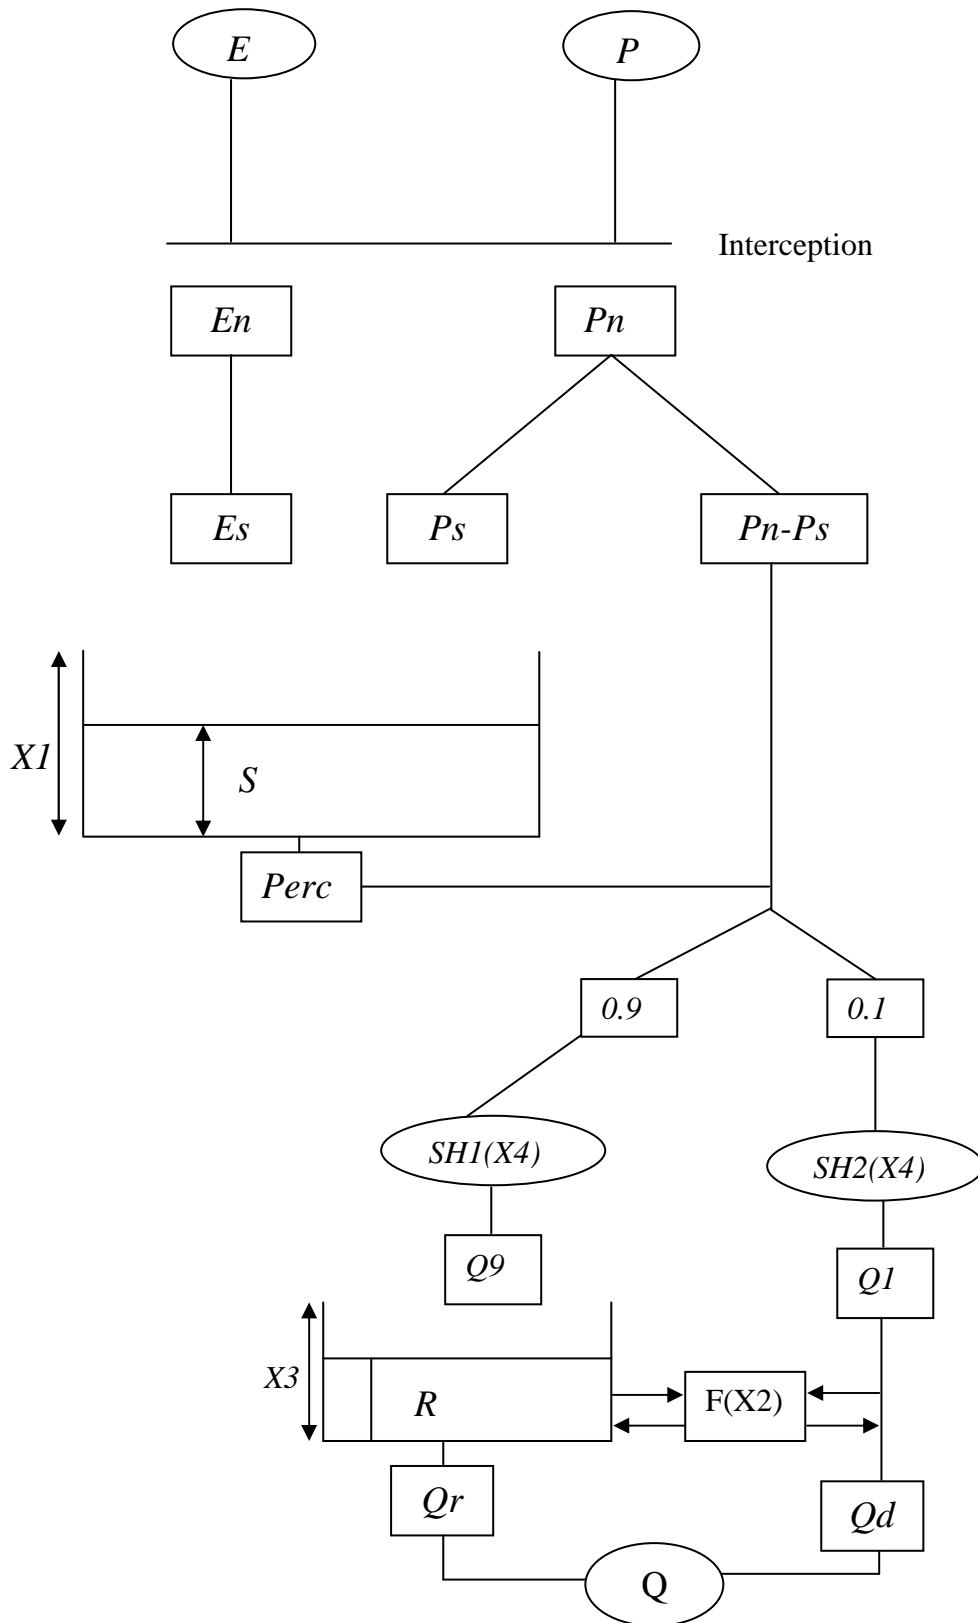 E
P
Interception
En
Pn
Es
Ps
Pn-Ps
X1
S
Perc
0.9
0.1
SH1(X4)
SH2(X4)
Q9
Q1
X3
R
F(X2)
Qr
Qd
Q